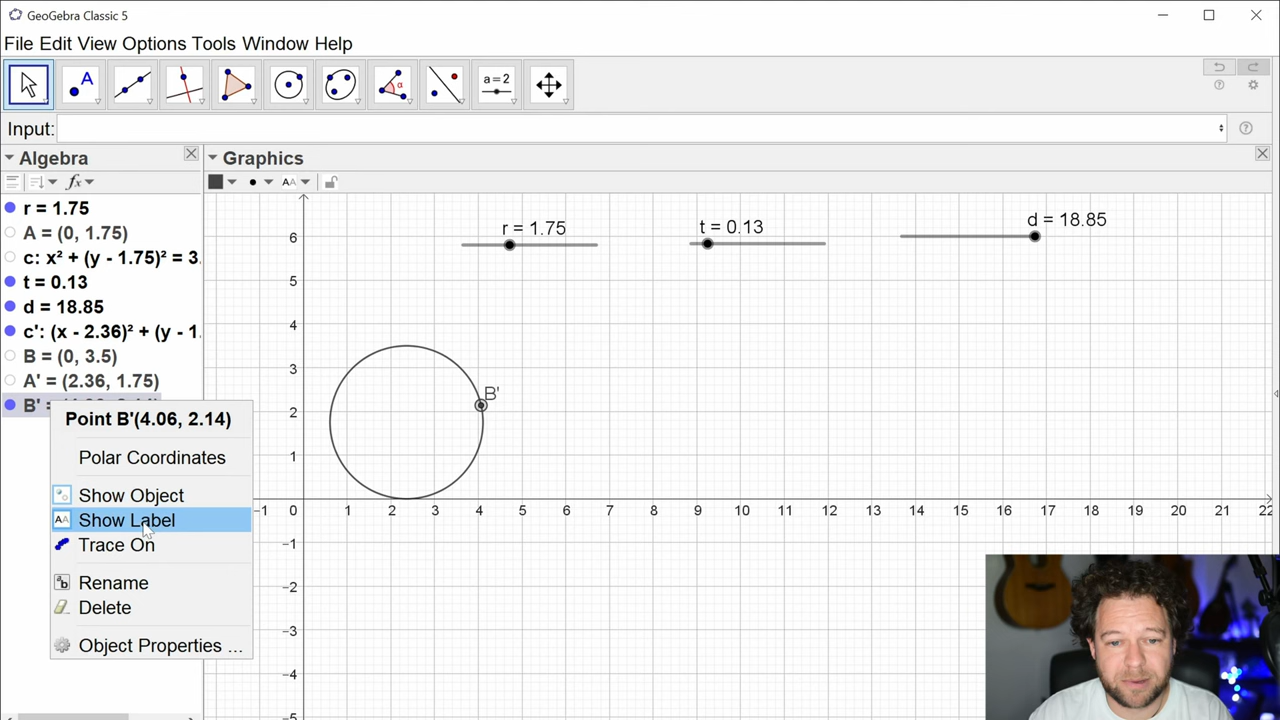 GeoGebra Classic 5
File Edit View Options Tools Window Help
A
α
a=2
Input:
Algebra
Graphics
fx
AA
r = 1.75
A = (0, 1.75)
c: x² + (y - 1.75)² = 3.
t = 0.13
d = 18.85
c': (x - 2.36)² + (y - 1.
B = (0, 3.5)
A' = (2.36, 1.75)
B' =
Point B'(4.06, 2.14)
Polar Coordinates
Show Object
AA Show Label
Trace On
ab Rename
Delete
Object Properties ...
r = 1.75
t = 0.13
d = 18.85
B'
6
5
4
3
2
1
−1 0 1 2 3 4 5 6 7 8 9 10 11 12 13 14 15 16 17 18 19 20 21 22
−1
−2
−3
−4
−5